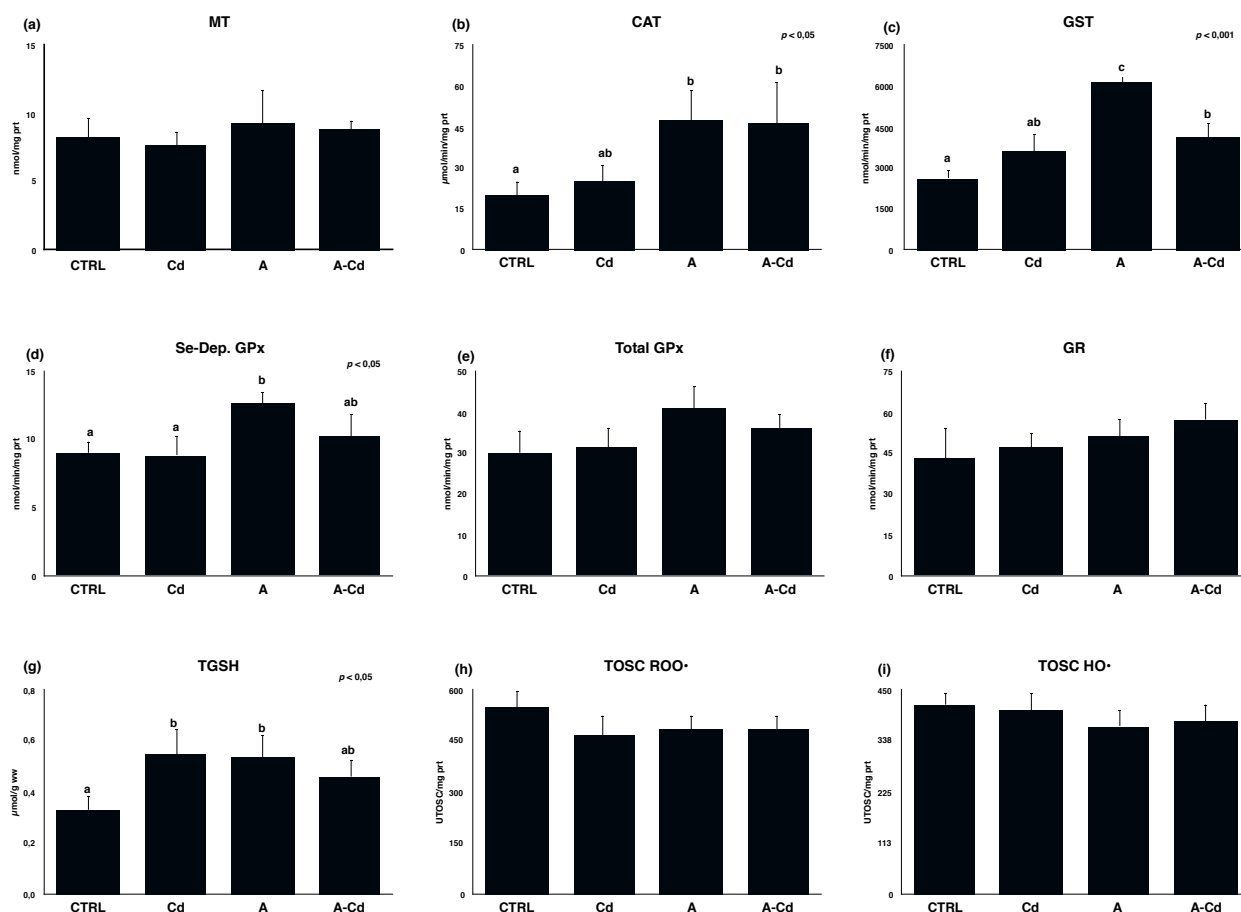 (a) MT
15
10
5
0
nmol/mg prt
CTRL Cd A A-Cd
(b) CAT
p < 0,05
75
60
45
30
15
0
µmol/min/mg prt
a ab b b
CTRL Cd A A-Cd
(c) GST
p < 0,001
7500
6000
4500
3000
1500
0
nmol/min/mg prt
a ab c b
CTRL Cd A A-Cd
(d) Se-Dep. GPx
p < 0,05
15
10
5
0
nmol/min/mg prt
a a b ab
CTRL Cd A A-Cd
(e) Total GPx
50
40
30
20
10
0
nmol/min/mg prt
CTRL Cd A A-Cd
(f) GR
75
60
45
30
15
0
nmol/min/mg prt
CTRL Cd A A-Cd
(g) TGSH
p < 0,05
0,8
0,6
0,4
0,2
0,0
µmol/g ww
a b b ab
CTRL Cd A A-Cd
(h) TOSC ROO•
600
450
300
150
0
UTOSC/mg prt
CTRL Cd A A-Cd
(i) TOSC HO•
450
338
225
113
0
UTOSC/mg prt
CTRL Cd A A-Cd